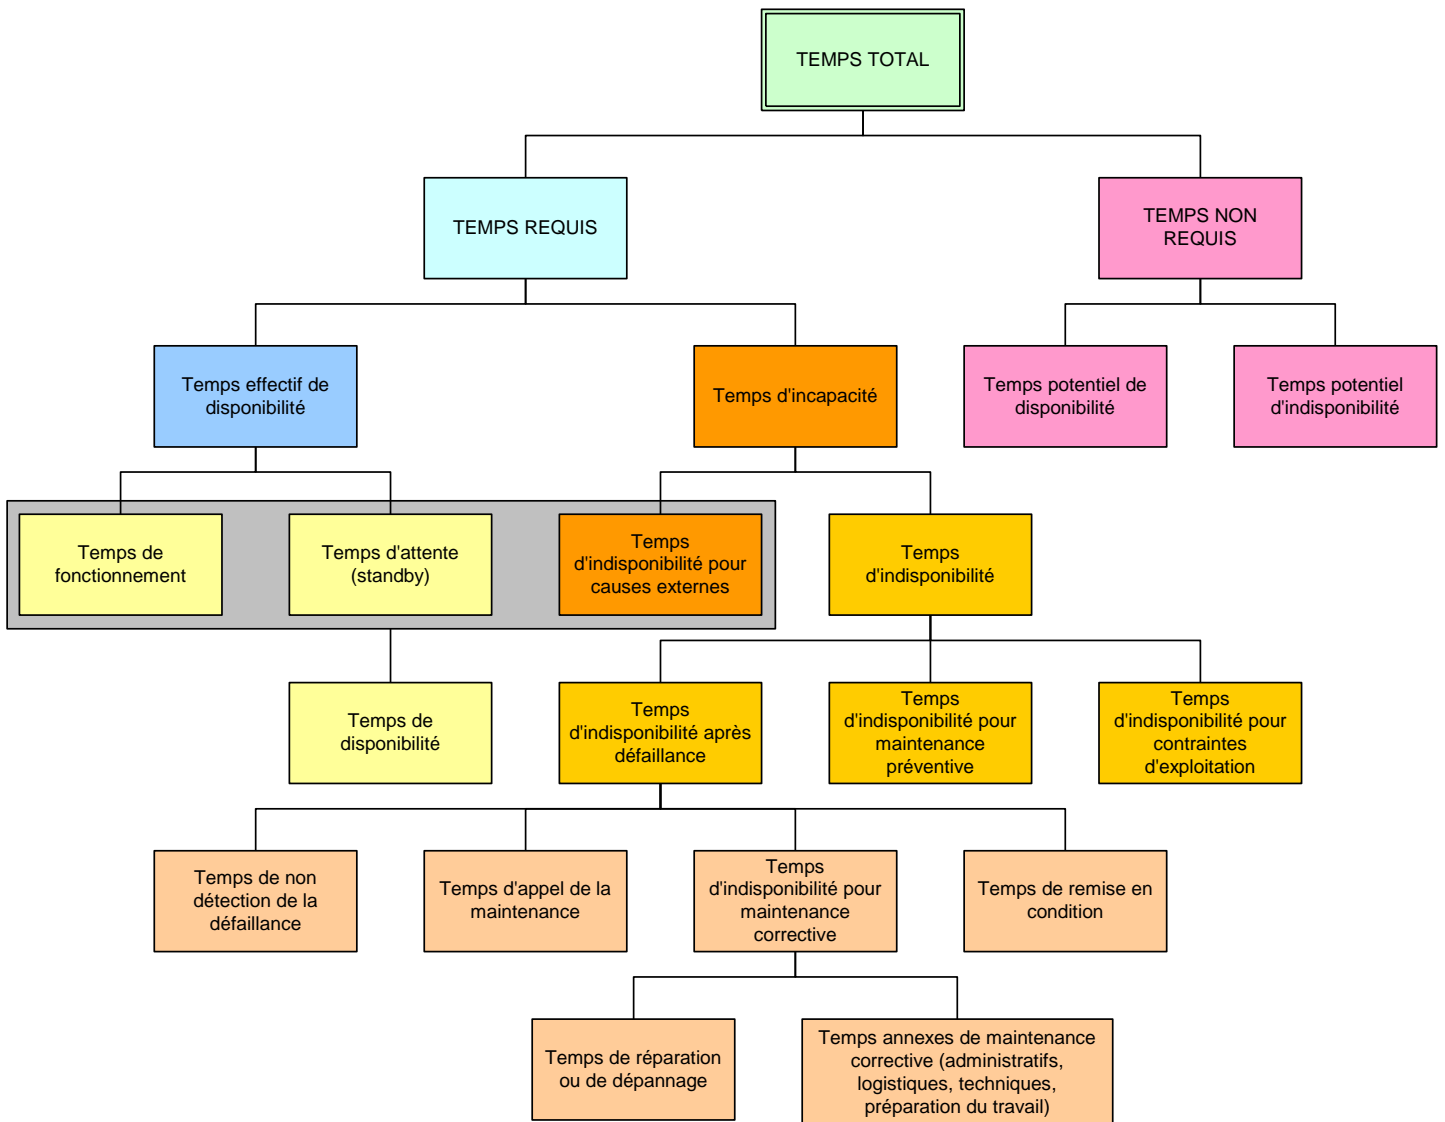 TEMPS TOTAL
TEMPS REQUIS
TEMPS NON
REQUIS
Temps effectif de
disponibilité
Temps d'incapacité
Temps potentiel de
disponibilité
Temps potentiel
d'indisponibilité
Temps de
fonctionnement
Temps d'attente
(standby)
Temps
d'indisponibilité pour
causes externes
Temps
d'indisponibilité
Temps de
disponibilité
Temps
d'indisponibilité après
défaillance
Temps
d'indisponibilité pour
maintenance
préventive
Temps
d'indisponibilité pour
contraintes
d'exploitation
Temps de non
détection de la
défaillance
Temps d'appel de la
maintenance
Temps
d'indisponibilité pour
maintenance
corrective
Temps de remise en
condition
Temps de réparation
ou de dépannage
Temps annexes de maintenance
corrective (administratifs,
logistiques, techniques,
préparation du travail)